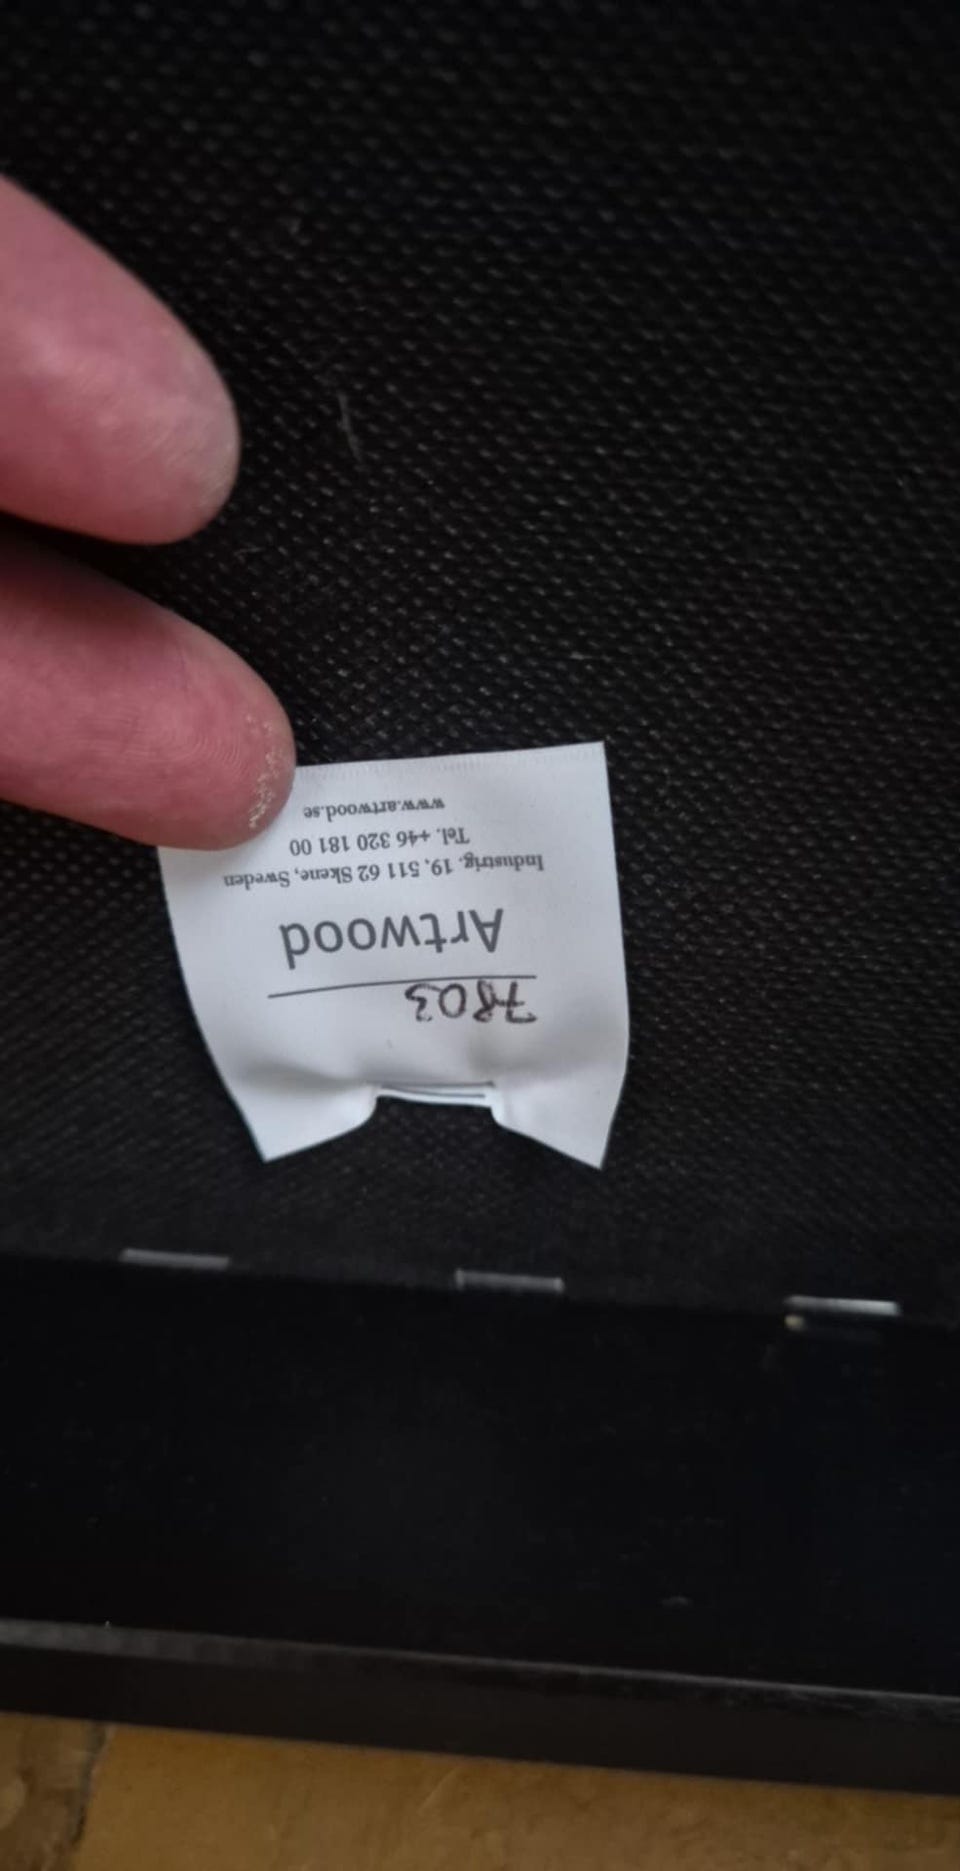 7803
Artwood
Industrig. 19. 511 62 Skene, Sweden
Tel. +46 320 181 00
www.artwood.se